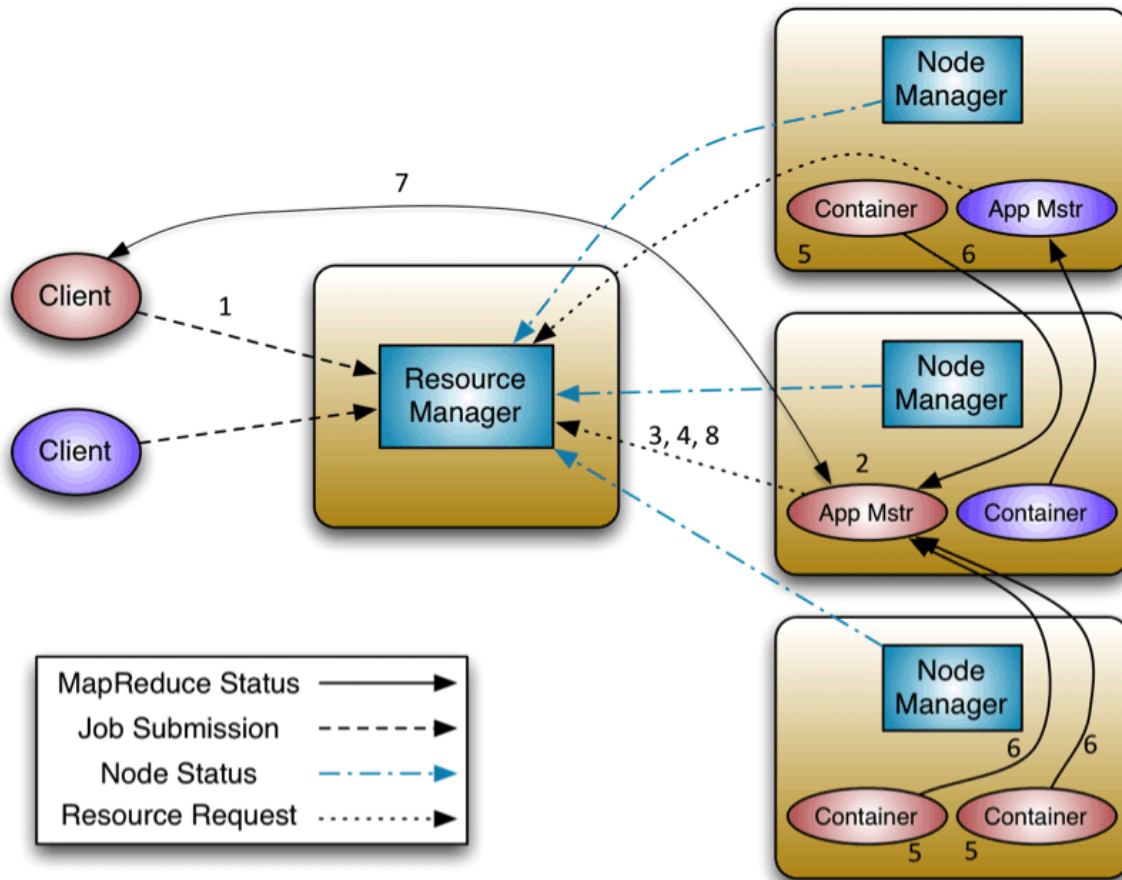 Node
Manager
Container
App Mstr
5
6
7
Client
1
Resource
Manager
Client
3, 4, 8
Node
Manager
2
App Mstr
Container
Node
Manager
6
6
Container
Container
5
5
MapReduce Status
Job Submission
Node Status
Resource Request